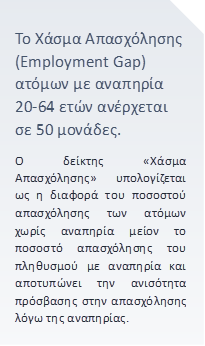 Το Χάσμα Απασχόλησης
(Employment Gap)
ατόμων με αναπηρία
20-64 ετών ανέρχεται
σε 50 μονάδες.
Ο δείκτης «Χάσμα
Απασχόλησης» υπολογίζεται
ως η διαφορά του ποσοστού
απασχόλησης των ατόμων
χωρίς αναπηρία μείον το
ποσοστό απασχόλησης του
πληθυσμού με αναπηρία και
αποτυπώνει την ανισότητα
πρόσβασης στην απασχόληση
λόγω της αναπηρίας.